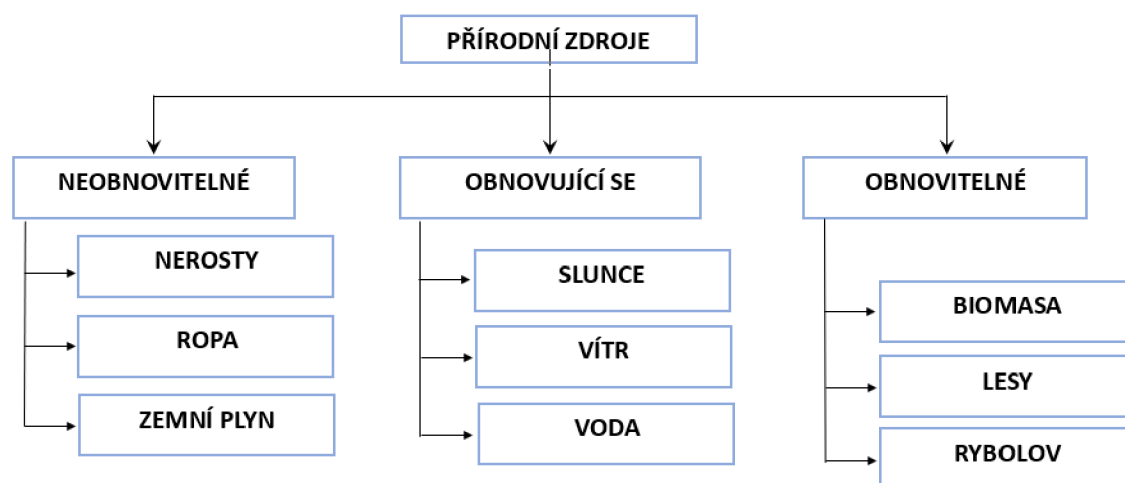 PŘÍRODNÍ ZDROJE
NEOBNOVITELNÉ
NEROSTY
ROPA
ZEMNÍ PLYN
OBNOVUJÍCÍ SE
SLUNCE
VÍTR
VODA
OBNOVITELNÉ
BIOMASA
LESY
RYBOLOV